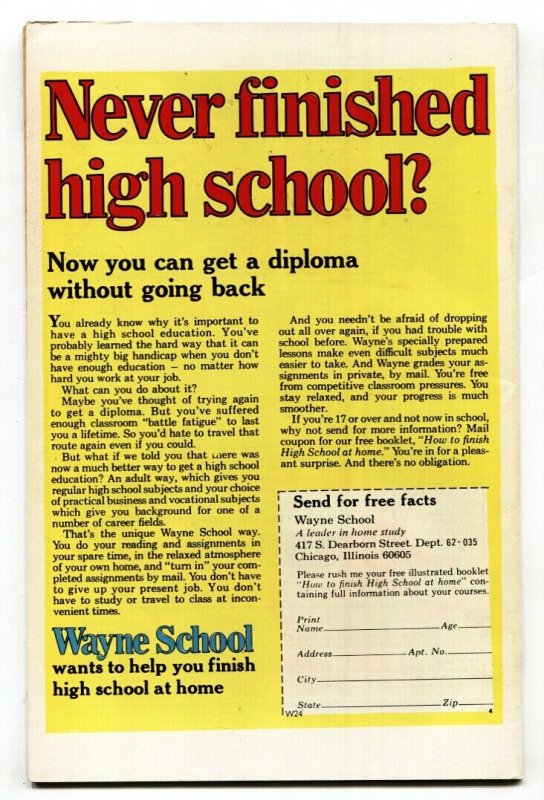 Never finished
high school?
Now you can get a diploma
without going back
You already know why it's important to
have a high school education. You've
probably learned the hard way that it can
be a mighty big handicap when you don't
have enough education – no matter how
hard you work at your job.
What can you do about it?
Maybe you've thought of trying again
to get a diploma. But you've suffered
enough classroom "battle fatigue" to last
you a lifetime. So you'd hate to travel that
route again even if you could.
But what if we told you that there was
now a much better way to get a high school
education? An adult way, which gives you
regular high school subjects and your choice
of practical business and vocational subjects
which give you background for one of a
number of career fields.
That's the unique Wayne School way.
You do your reading and assignments in
your spare time, in the relaxed atmosphere
of your own home, and "turn in" your com-
pleted assignments by mail. You don't have
to give up your present job. You don't
have to study or travel to class at incon-
venient times.
Wayne School
wants to help you finish
high school at home
And you needn't be afraid of dropping
out all over again, if you had trouble with
school before. Wayne's specially prepared
lessons make even difficult subjects much
easier to take. And Wayne grades your as-
signments in private, by mail. You're free
from competitive classroom pressures. You
stay relaxed, and your progress is much
smoother.
If you're 17 or over and not now in school,
why not send for more information? Mail
coupon for our free booklet, "How to finish
High School at home." You're in for a pleas-
ant surprise. And there's no obligation.
Send for free facts
Wayne School
A leader in home study
417 S. Dearborn Street. Dept. 62-035
Chicago, Illinois 60605
Please rush me your free illustrated booklet
"How to finish High School at home" con-
taining full information about your courses.
Print
Name Age
Address Apt. No.
City
State Zip
W24 4